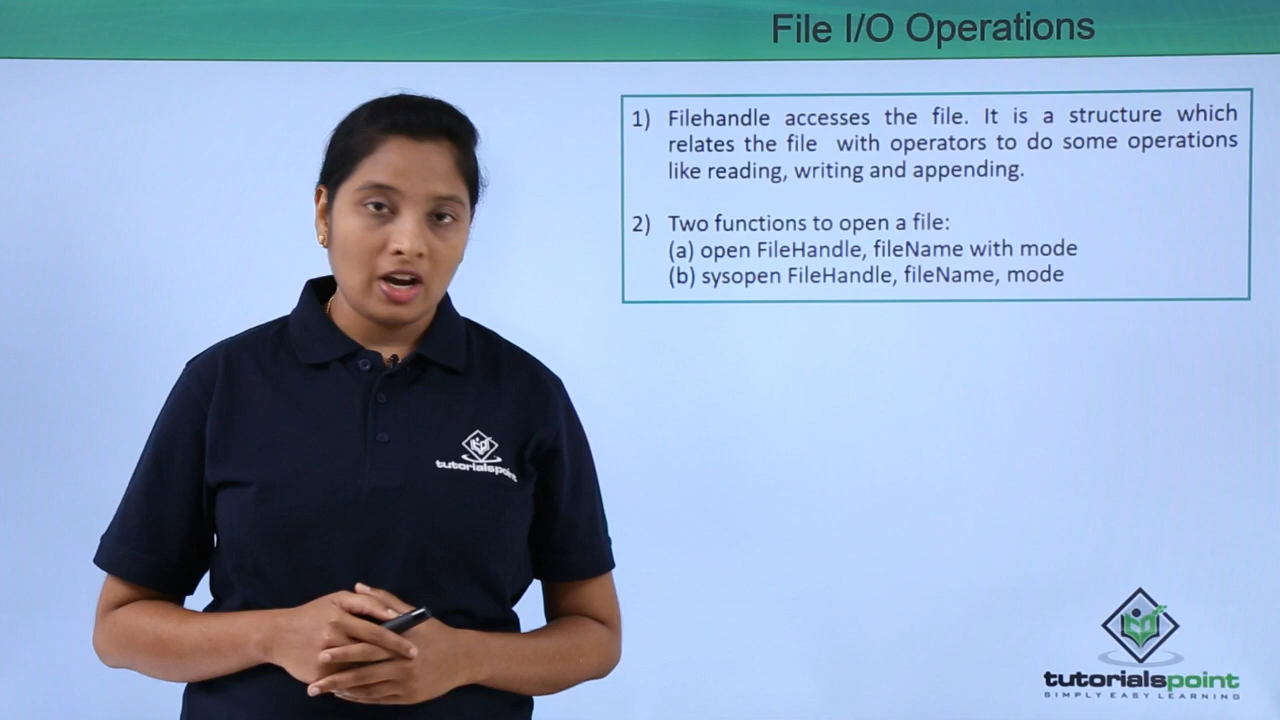 File I/O Operations
1) Filehandle accesses the file. It is a structure which
relates the file with operators to do some operations
like reading, writing and appending.
2) Two functions to open a file:
(a) open FileHandle, fileName with mode
(b) sysopen FileHandle, fileName, mode
tutorialspoint
tutorialspoint
SIMPLY EASY LEARNING